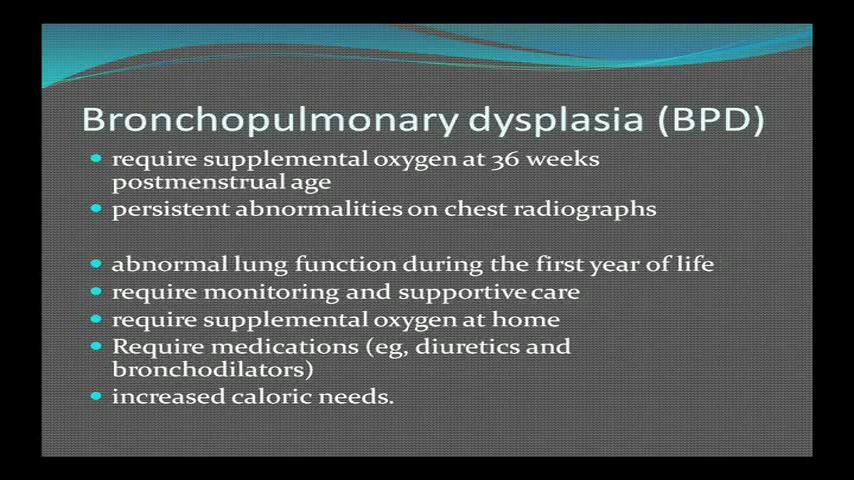 Bronchopulmonary dysplasia (BPD)
• require supplemental oxygen at 36 weeks
postmenstrual age
• persistent abnormalities on chest radiographs
• abnormal lung function during the first year of life
• require monitoring and supportive care
• require supplemental oxygen at home
• Require medications (eg, diuretics and
bronchodilators)
• increased caloric needs.